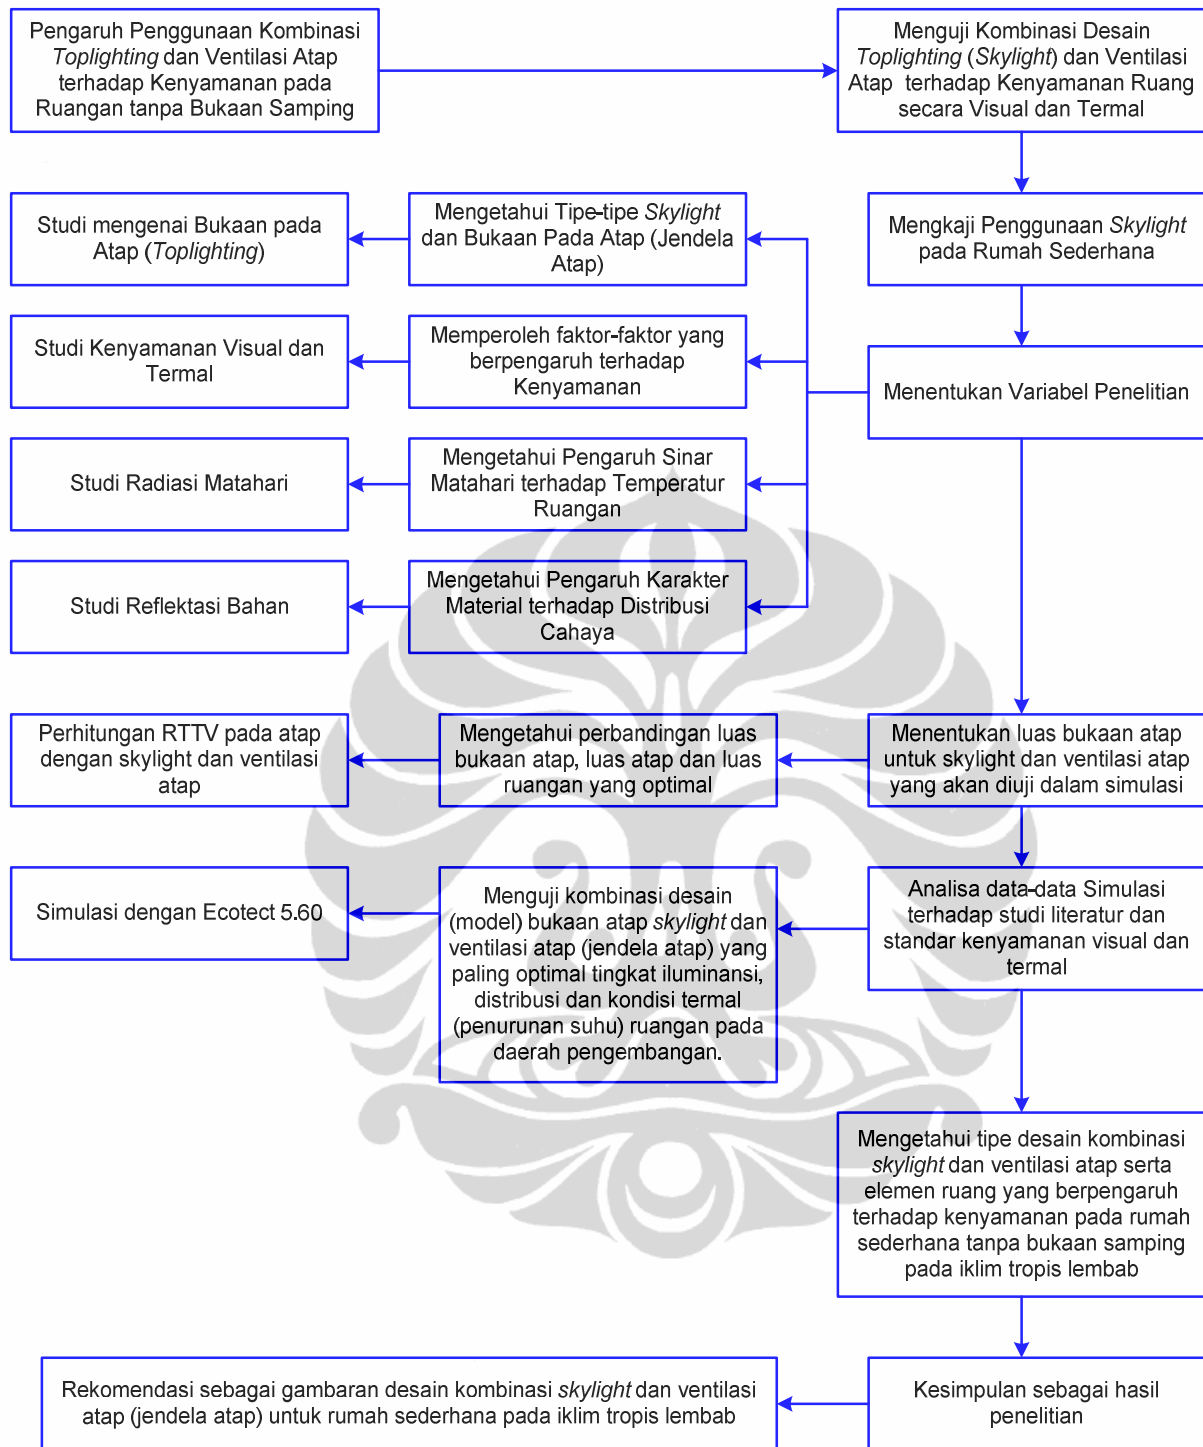 Pengaruh Penggunaan Kombinasi
Toplighting dan Ventilasi Atap
terhadap Kenyamanan pada
Ruangan tanpa Bukaan Samping
Menguji Kombinasi Desain
Toplighting (Skylight) dan Ventilasi
Atap terhadap Kenyamanan Ruang
secara Visual dan Termal
Studi mengenai Bukaan pada
Atap (Toplighting)
Mengetahui Tipe-tipe Skylight
dan Bukaan Pada Atap (Jendela
Atap)
Mengkaji Penggunaan Skylight
pada Rumah Sederhana
Studi Kenyamanan Visual dan
Termal
Memperoleh faktor-faktor yang
berpengaruh terhadap
Kenyamanan
Menentukan Variabel Penelitian
Studi Radiasi Matahari
Mengetahui Pengaruh Sinar
Matahari terhadap Temperatur
Ruangan
Studi Reflektasi Bahan
Mengetahui Pengaruh Karakter
Material terhadap Distribusi
Cahaya
Perhitungan RTTV pada atap
dengan skylight dan ventilasi
atap
Mengetahui perbandingan luas
bukaan atap, luas atap dan luas
ruangan yang optimal
Menentukan luas bukaan atap
untuk skylight dan ventilasi atap
yang akan diuji dalam simulasi
Simulasi dengan Ecotect 5.60
Menguji kombinasi desain
(model) bukaan atap skylight dan
ventilasi atap (jendela atap) yang
paling optimal tingkat iluminansi,
distribusi dan kondisi termal
(penurunan suhu) ruangan pada
daerah pengembangan.
Analisa data-data Simulasi
terhadap studi literatur dan
standar kenyamanan visual dan
termal
Mengetahui tipe desain kombinasi
skylight dan ventilasi atap serta
elemen ruang yang berpengaruh
terhadap kenyamanan pada rumah
sederhana tanpa bukaan samping
pada iklim tropis lembab
Rekomendasi sebagai gambaran desain kombinasi skylight dan ventilasi
atap (jendela atap) untuk rumah sederhana pada iklim tropis lembab
Kesimpulan sebagai hasil
penelitian